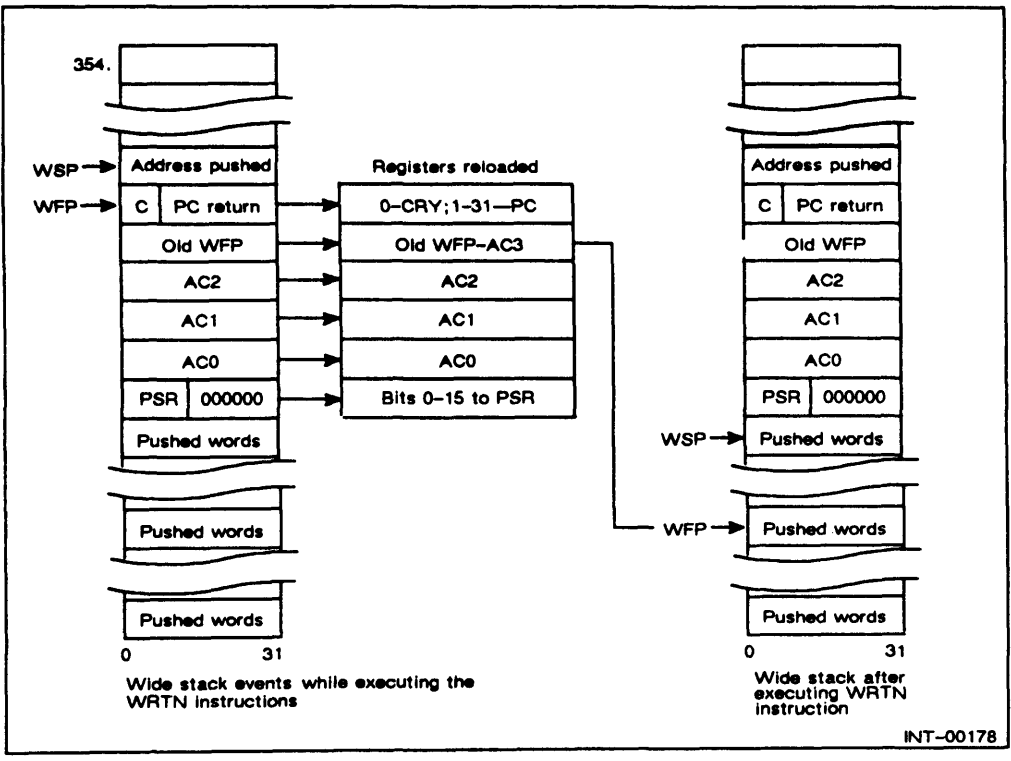 354.
WSP
Address pushed
WFP
C
PC return
Old WFP
AC2
AC1
AC0
PSR
000000
Pushed words
Pushed words
Pushed words
0
31
Wide stack events while executing the
WRTN Instructions
Registers reloaded
0-CRY;1-31—PC
Old WFP-AC3
AC2
AC1
AC0
Bits 0-15 to PSR
Address pushed
C
PC return
Old WFP
AC2
AC1
AC0
PSR
000000
WSP
Pushed words
WFP
Pushed words
Pushed words
0
31
Wide stack after
executing WRTN
instruction
INT-00178